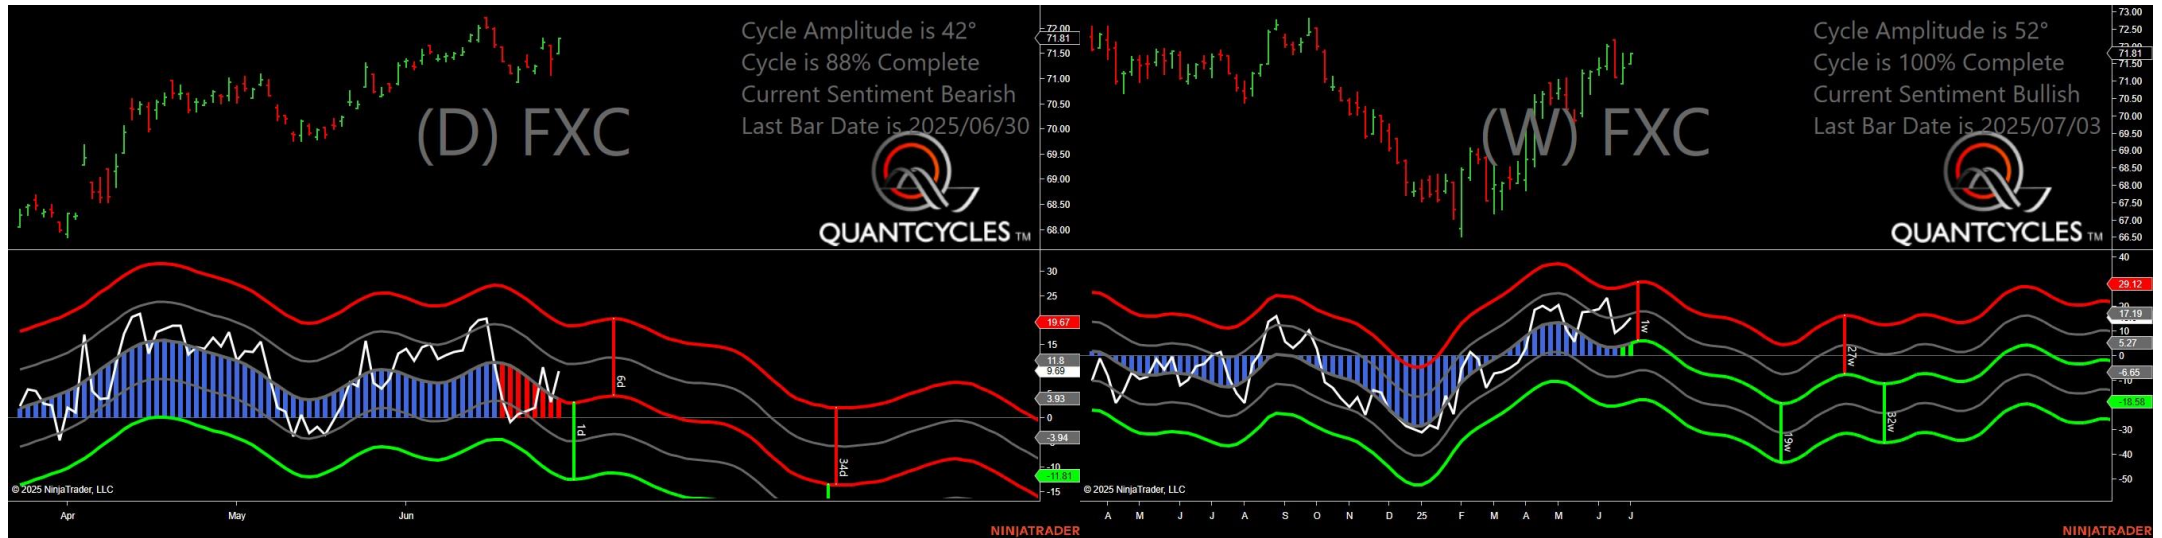 Cycle Amplitude is 42°
Cycle is 88% Complete
Current Sentiment Bearish
Last Bar Date is 2025/06/30
(D) FXC
QUANTCYCLES TM
72.00
71.81
71.50
71.00
70.50
70.00
69.50
69.00
68.50
68.00
30
25
19.67
15
11.8
9.69
5
3.93
0
-3.94
-10
-11.81
-15
6d
1d
34d
© 2025 NinjaTrader, LLC
Apr May Jun
NINJATRADER
Cycle Amplitude is 52°
Cycle is 100% Complete
Current Sentiment Bullish
Last Bar Date is 2025/07/03
(W) FXC
QUANTCYCLES TM
73.00
72.50
72.00
71.81
71.50
71.00
70.50
70.00
69.50
69.00
68.50
68.00
67.50
67.00
66.50
40
29.12
20
17.19
10
5.27
0
-6.65
-10
-18.58
-30
-40
-50
1w
27w
19w
32w
© 2025 NinjaTrader, LLC
A M J J A S O N D 25 F M A M J J
NINJATRADER